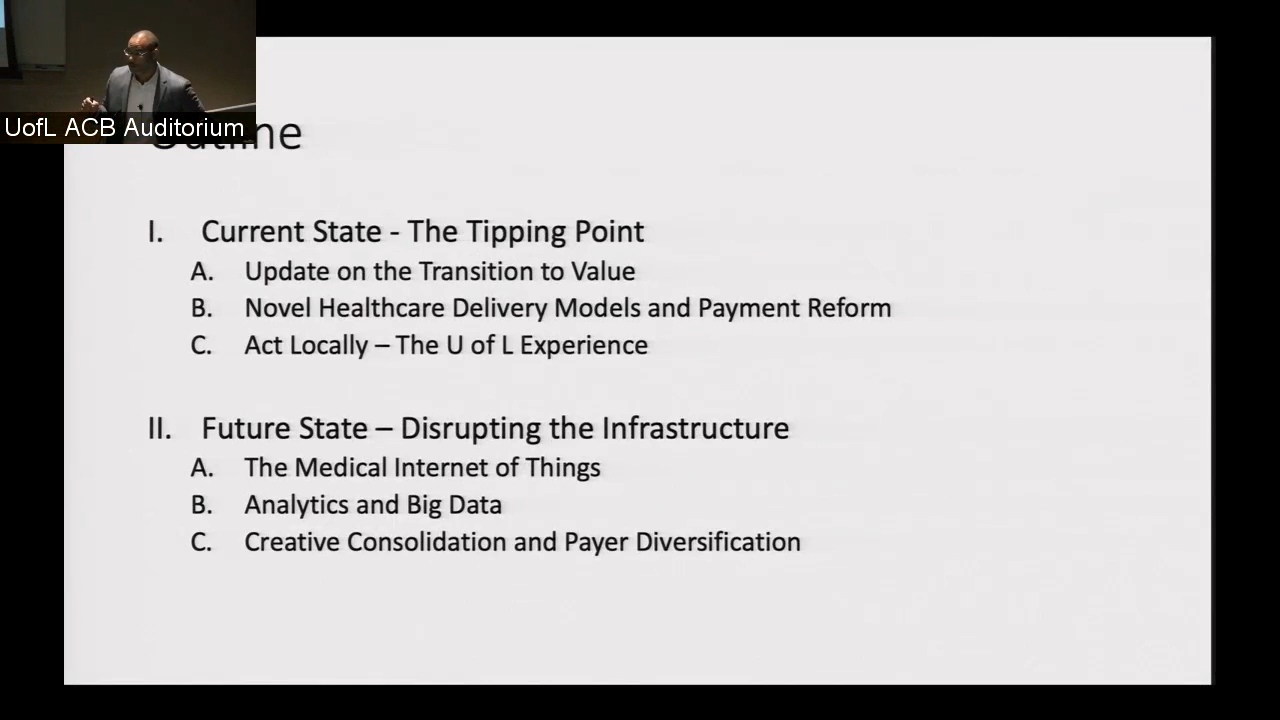 UofL ACB Auditorium
Outline
I. Current State - The Tipping Point
A. Update on the Transition to Value
B. Novel Healthcare Delivery Models and Payment Reform
C. Act Locally – The U of L Experience
II. Future State – Disrupting the Infrastructure
A. The Medical Internet of Things
B. Analytics and Big Data
C. Creative Consolidation and Payer Diversification